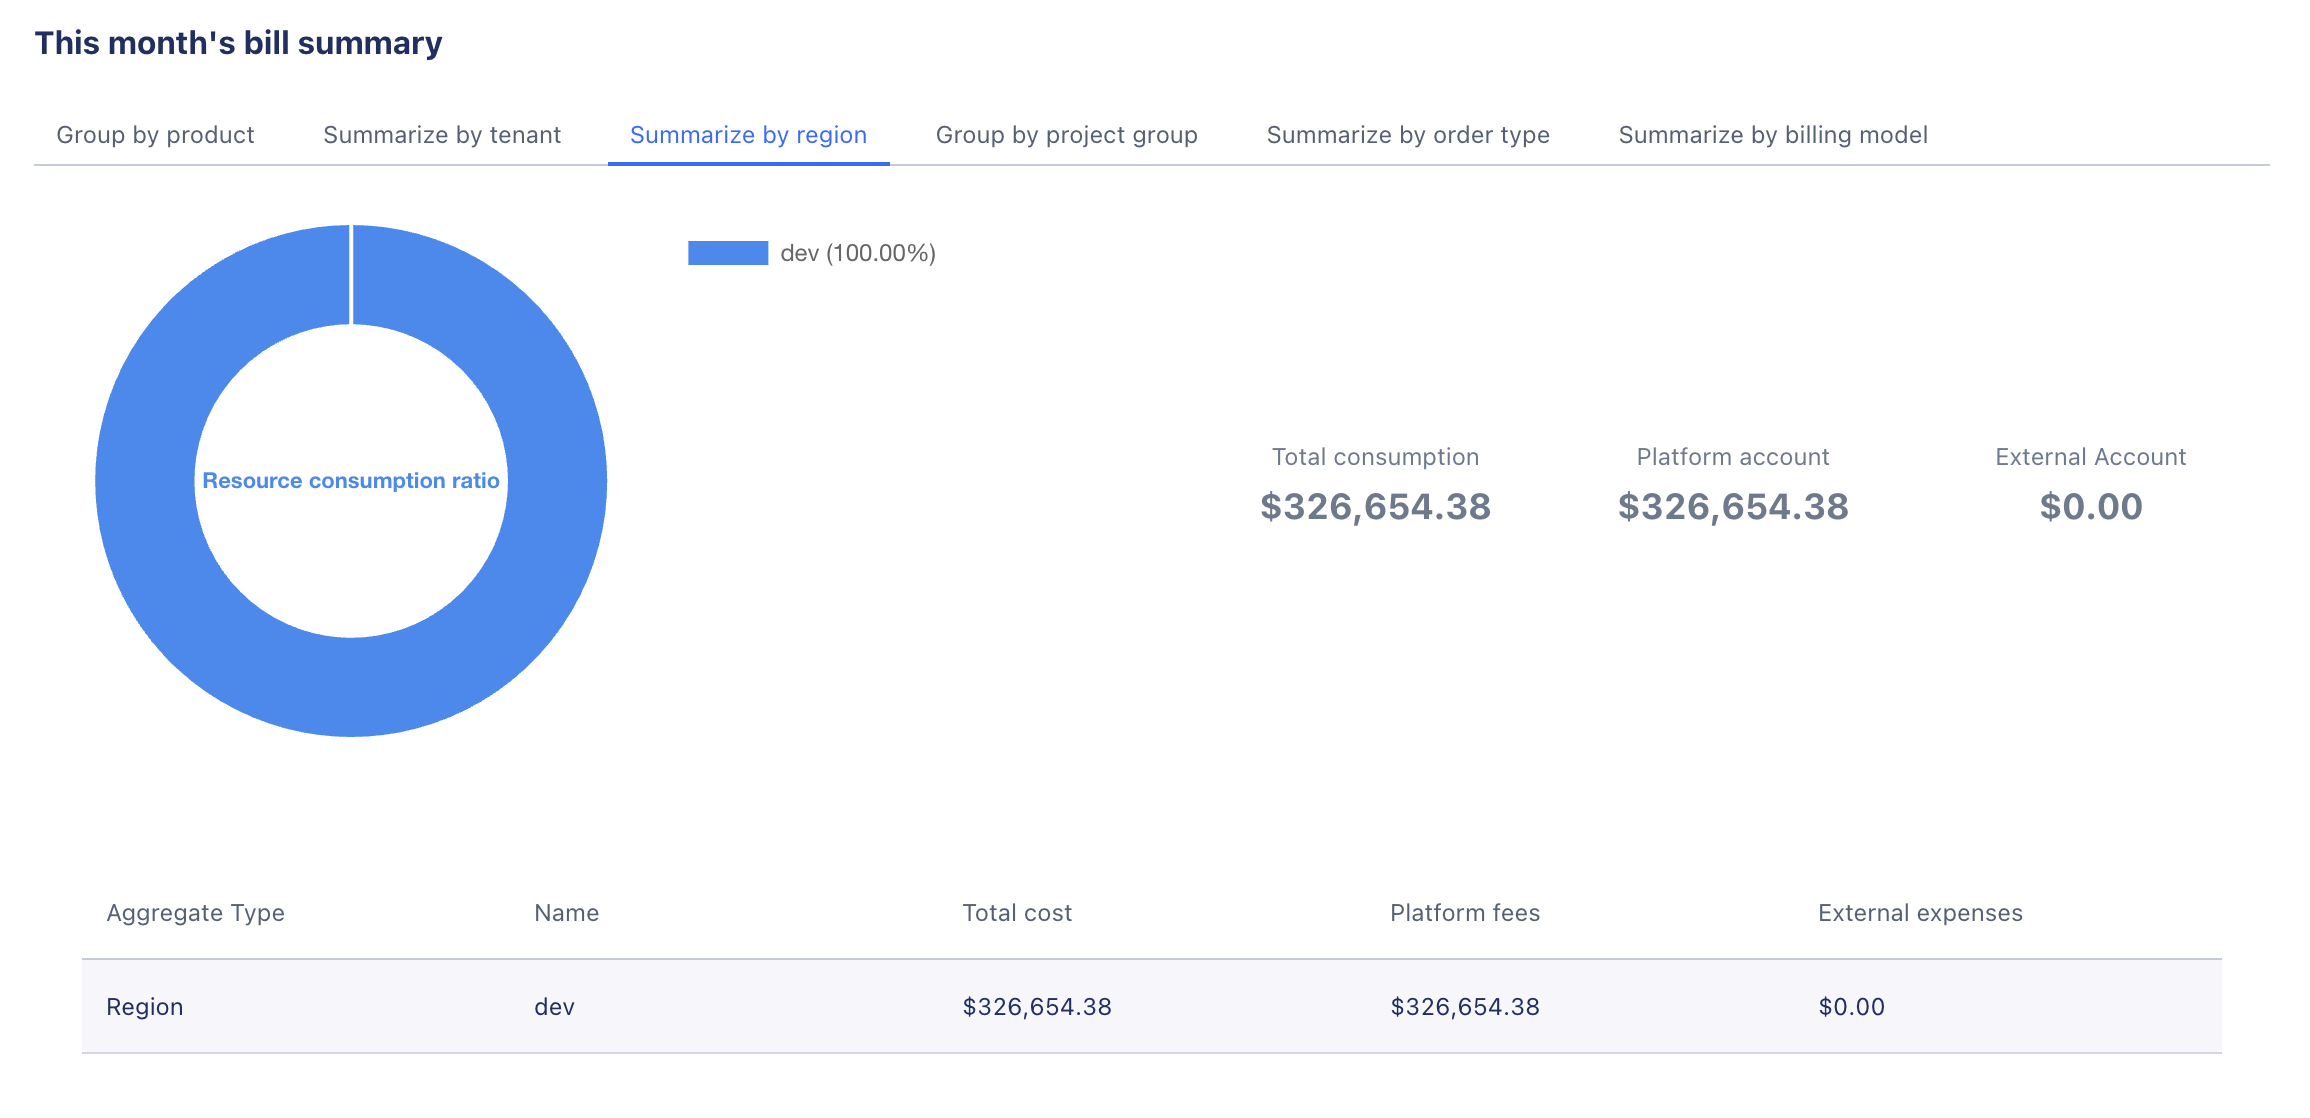 This month's bill summary
Group by product Summarize by tenant Summarize by region Group by project group Summarize by order type Summarize by billing model
dev (100.00%)
Resource consumption ratio
Total consumption Platform account External Account
$326,654.38 $326,654.38 $0.00
Aggregate Type Name Total cost Platform fees External expenses
Region dev $326,654.38 $326,654.38 $0.00